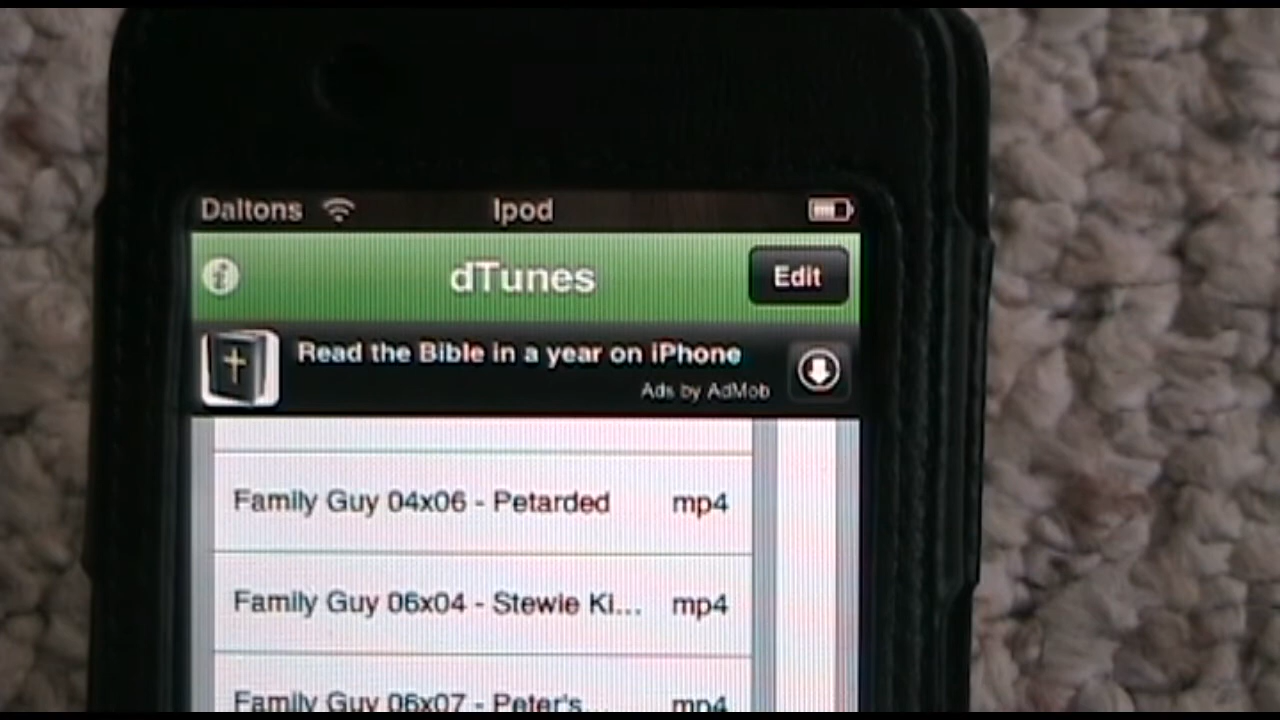 Daltons Ipod
dTunes Edit
Read the Bible in a year on iPhone
Ads by AdMob
Family Guy 04x06 - Petarded mp4
Family Guy 06x04 - Stewie Ki... mp4
Family Guy 06x07 - Peter's... mp4